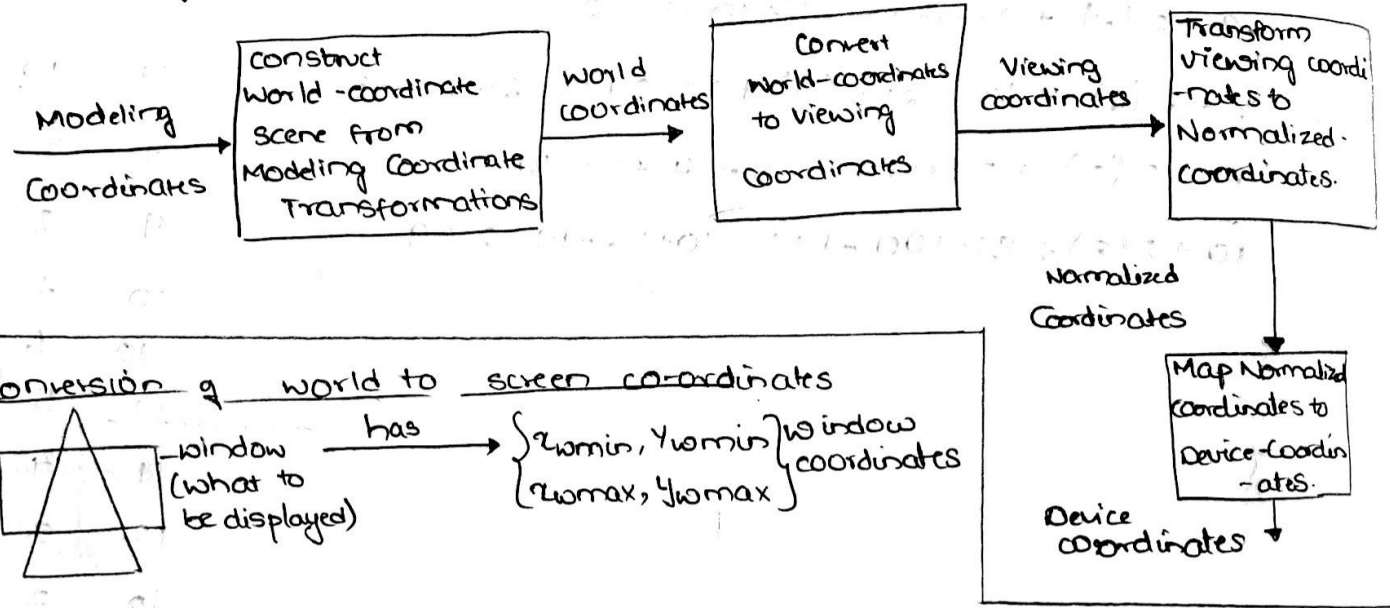 Modeling
Coordinates
construct
world-coordinate
scene from
Modeling Coordinate
Transformations
world
coordinates
Convert
world-coordinates
to viewing
coordinates
Viewing
coordinates
Transform
viewing coordi
-nates to
Normalized.
coordinates.
Normalized
Coordinates
Map Normalized
coordinates to
Device-Coordin
-ates.
Device
coordinates
onversion of world to screen co-ordinates
window
(what to
be displayed)
has
{xwmin, Ywmin
xwmax, Ywmax}
window
coordinates